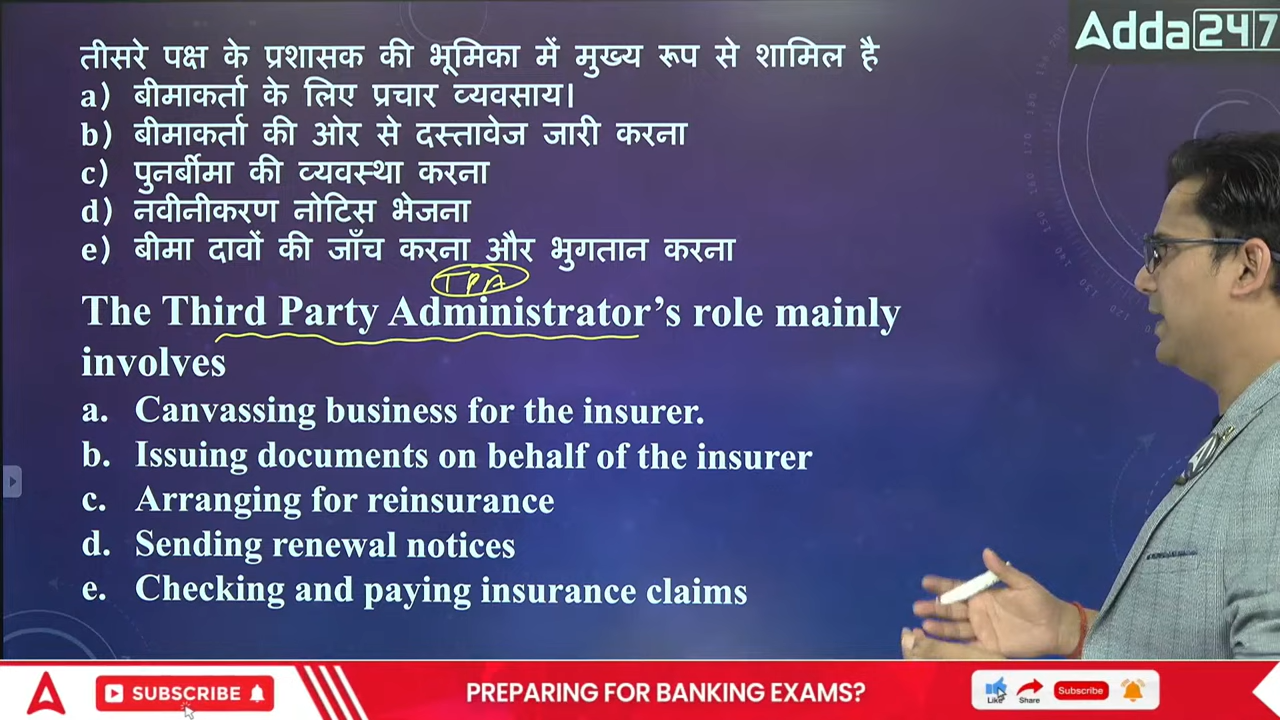 Adda247
तीसरे पक्ष के प्रशासक की भूमिका में मुख्य रूप से शामिल है
a) बीमाकर्ता के लिए प्रचार व्यवसाय।
b) बीमाकर्ता की ओर से दस्तावेज जारी करना
c) पुनर्बीमा की व्यवस्था करना
d) नवीनीकरण नोटिस भेजना
e) बीमा दावों की जाँच करना और भुगतान करना
TPA
The Third Party Administrator's role mainly
involves
a. Canvassing business for the insurer.
b. Issuing documents on behalf of the insurer
c. Arranging for reinsurance
d. Sending renewal notices
e. Checking and paying insurance claims
SUBSCRIBE
PREPARING FOR BANKING EXAMS?
Like
Share
Subscribe